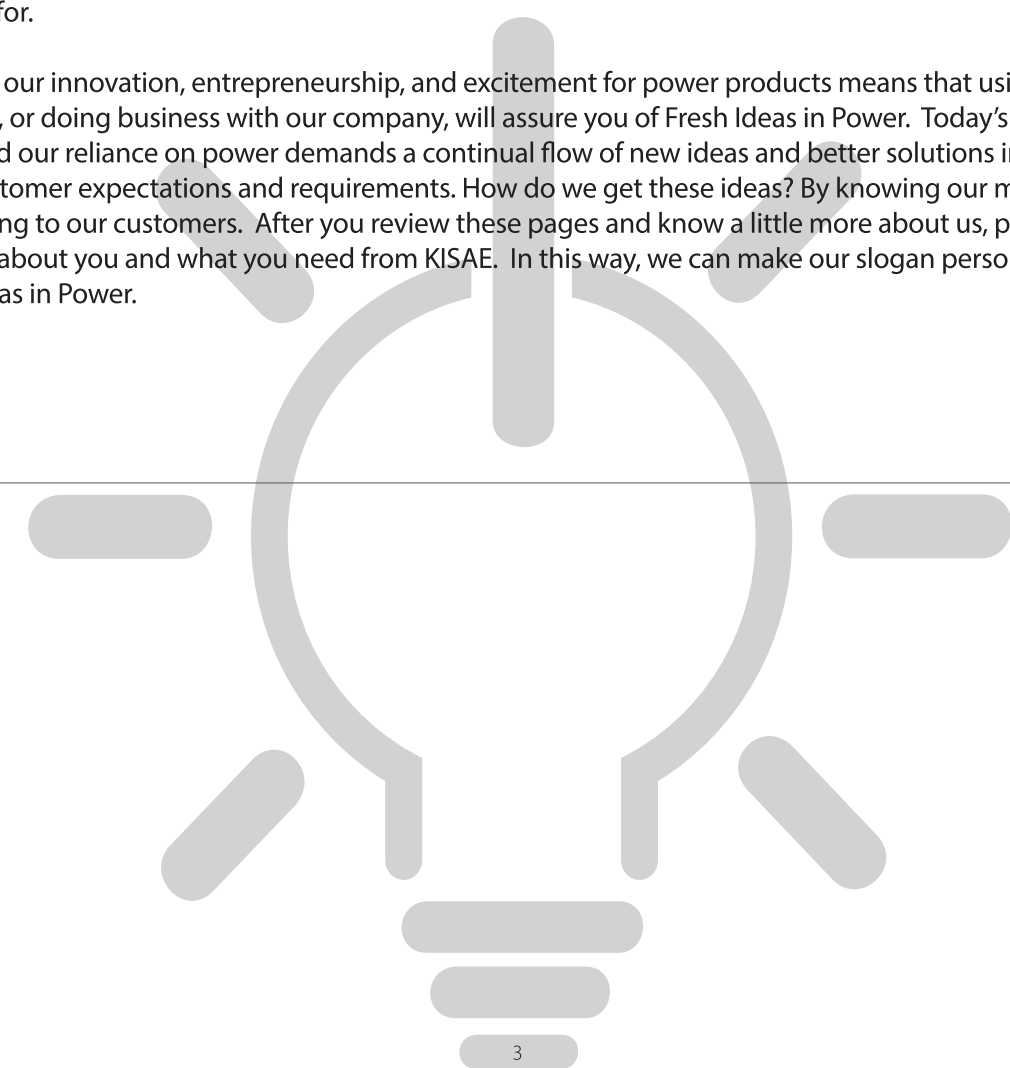 for.
our innovation, entrepreneurship, and excitement for power products means that usi
, or doing business with our company, will assure you of Fresh Ideas in Power.  Today's
d our reliance on power demands a continual flow of new ideas and better solutions i
tomer expectations and requirements. How do we get these ideas? By knowing our m
ng to our customers.  After you review these pages and know a little more about us, p
about you and what you need from KISAE.  In this way, we can make our slogan perso
as in Power.
3